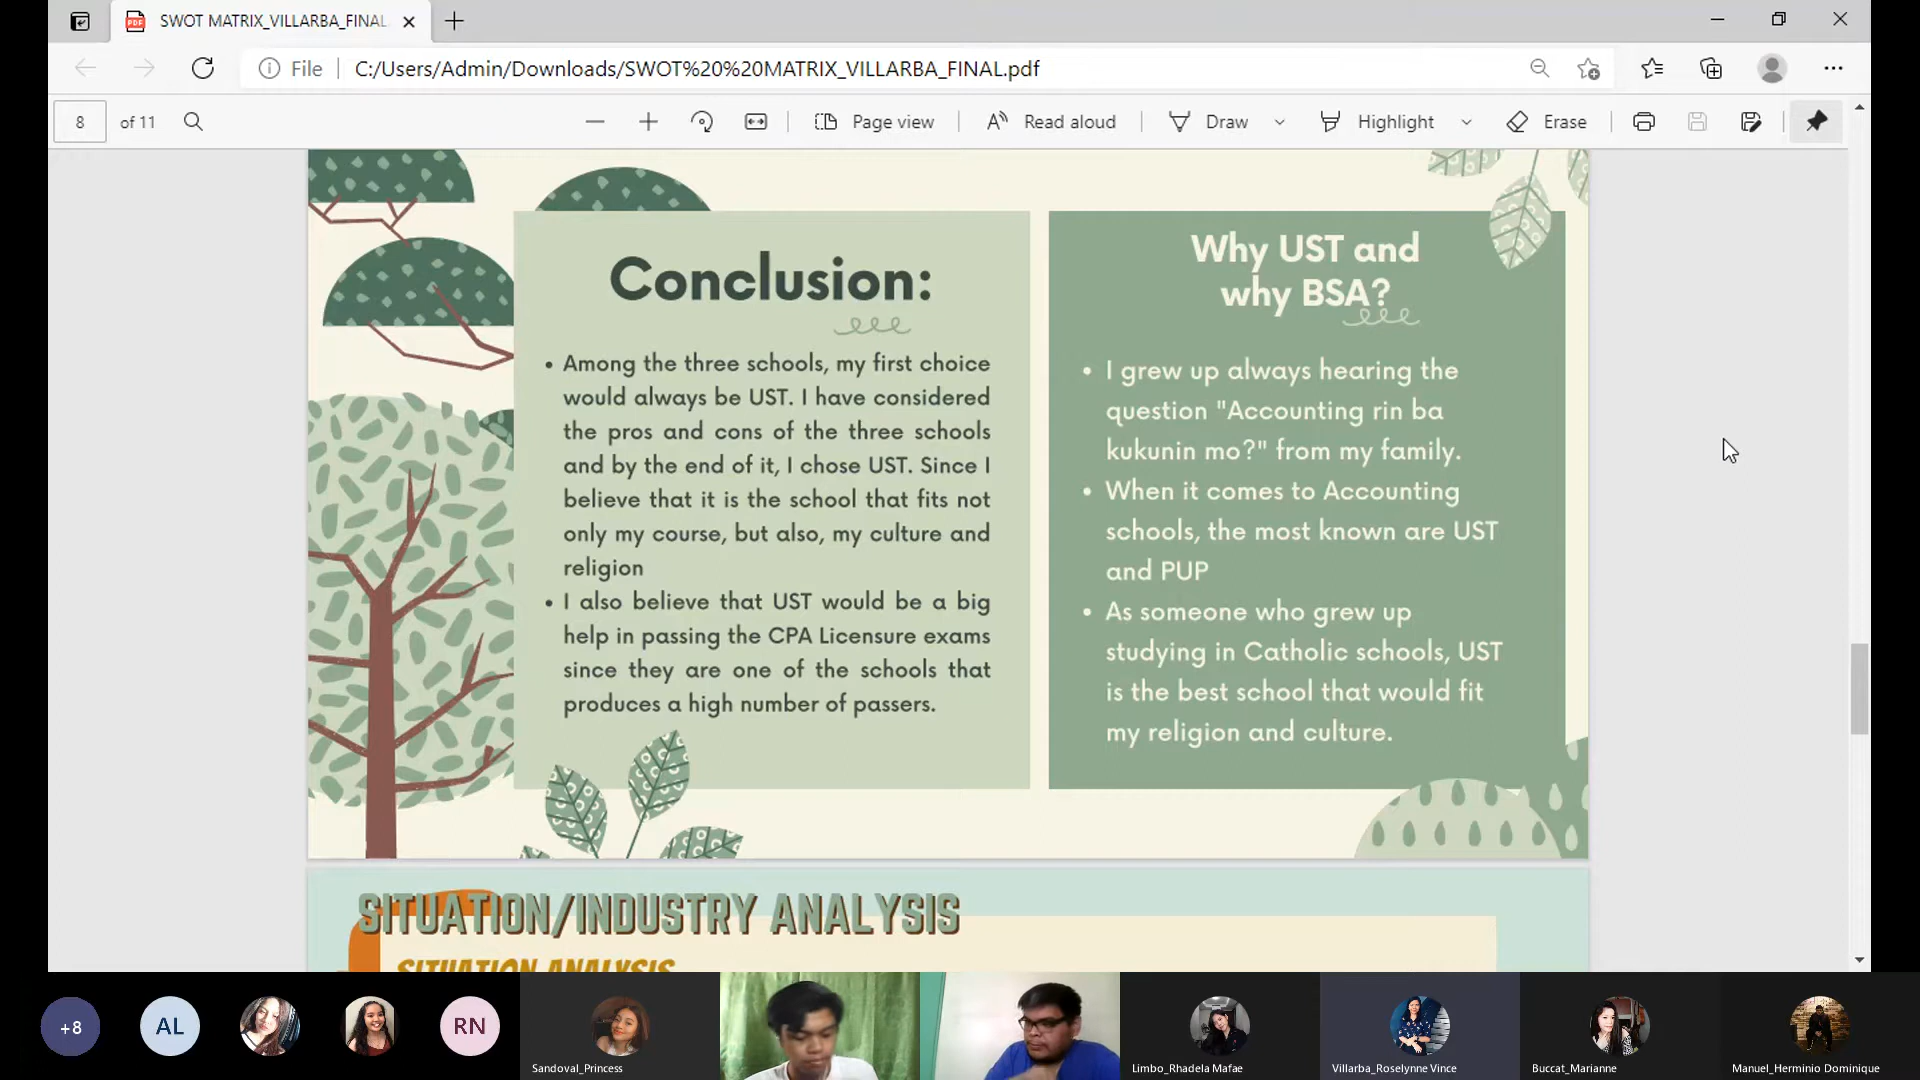 SWOT MATRIX_VILLARBA_FINAL
File
C:/Users/Admin/Downloads/SWOT%20%20MATRIX_VILLARBA_FINAL.pdf
8 of 11
Page view
Read aloud
Draw
Highlight
Erase
Conclusion:
Among the three schools, my first choice
would always be UST. I have considered
the pros and cons of the three schools
and by the end of it, I chose UST. Since I
believe that it is the school that fits not
only my course, but also, my culture and
religion
I also believe that UST would be a big
help in passing the CPA Licensure exams
since they are one of the schools that
produces a high number of passers.
Why UST and
why BSA?
I grew up always hearing the
question "Accounting rin ba
kukunin mo?" from my family.
When it comes to Accounting
schools, the most known are UST
and PUP
As someone who grew up
studying in Catholic schools, UST
is the best school that would fit
my religion and culture.
SITUATION/INDUSTRY ANALYSIS
SITUATION ANALYSIS
+8
AL
RN
Sandoval_Princess
Limbo_Rhadela Mafae
Villarba_Roselynne Vince
Buccat_Marianne
Manuel_Herminio Dominique